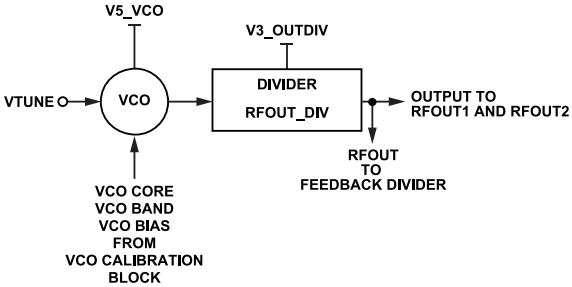 V5_VCO
V3_OUTDIV
VTUNE
VCO
DIVIDER
RFOUT_DIV
OUTPUT TO
RFOUT1 AND RFOUT2
RFOUT
TO
FEEDBACK DIVIDER
VCO CORE
VCO BAND
VCO BIAS
FROM
VCO CALIBRATION
BLOCK